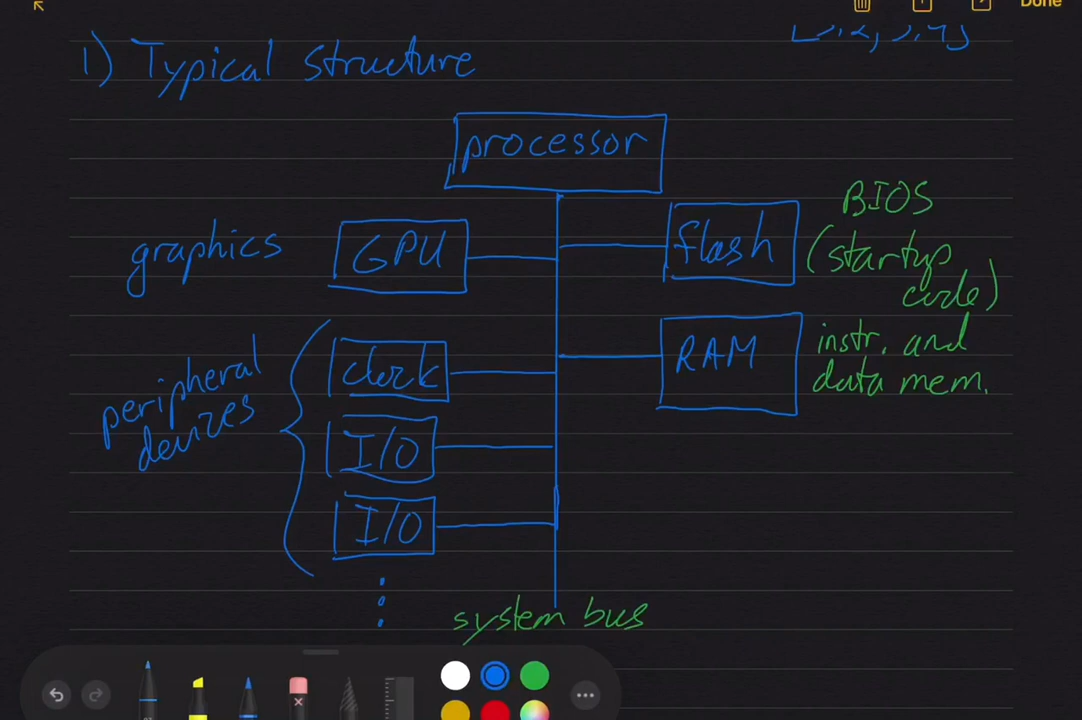 Done
1) Typical structure
processor
BIOS
graphics
GPU
flash
(startup
code)
peripheral
devices
clock
RAM
instr. and
data mem.
I/O
I/O
system bus